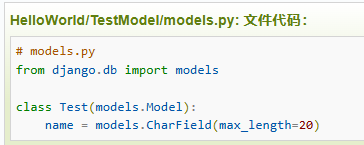 HelloWorld/TestModel/models.py: 文件代码：
# models.py
from django.db import models
class Test(models.Model):
    name = models.CharField(max_length=20)